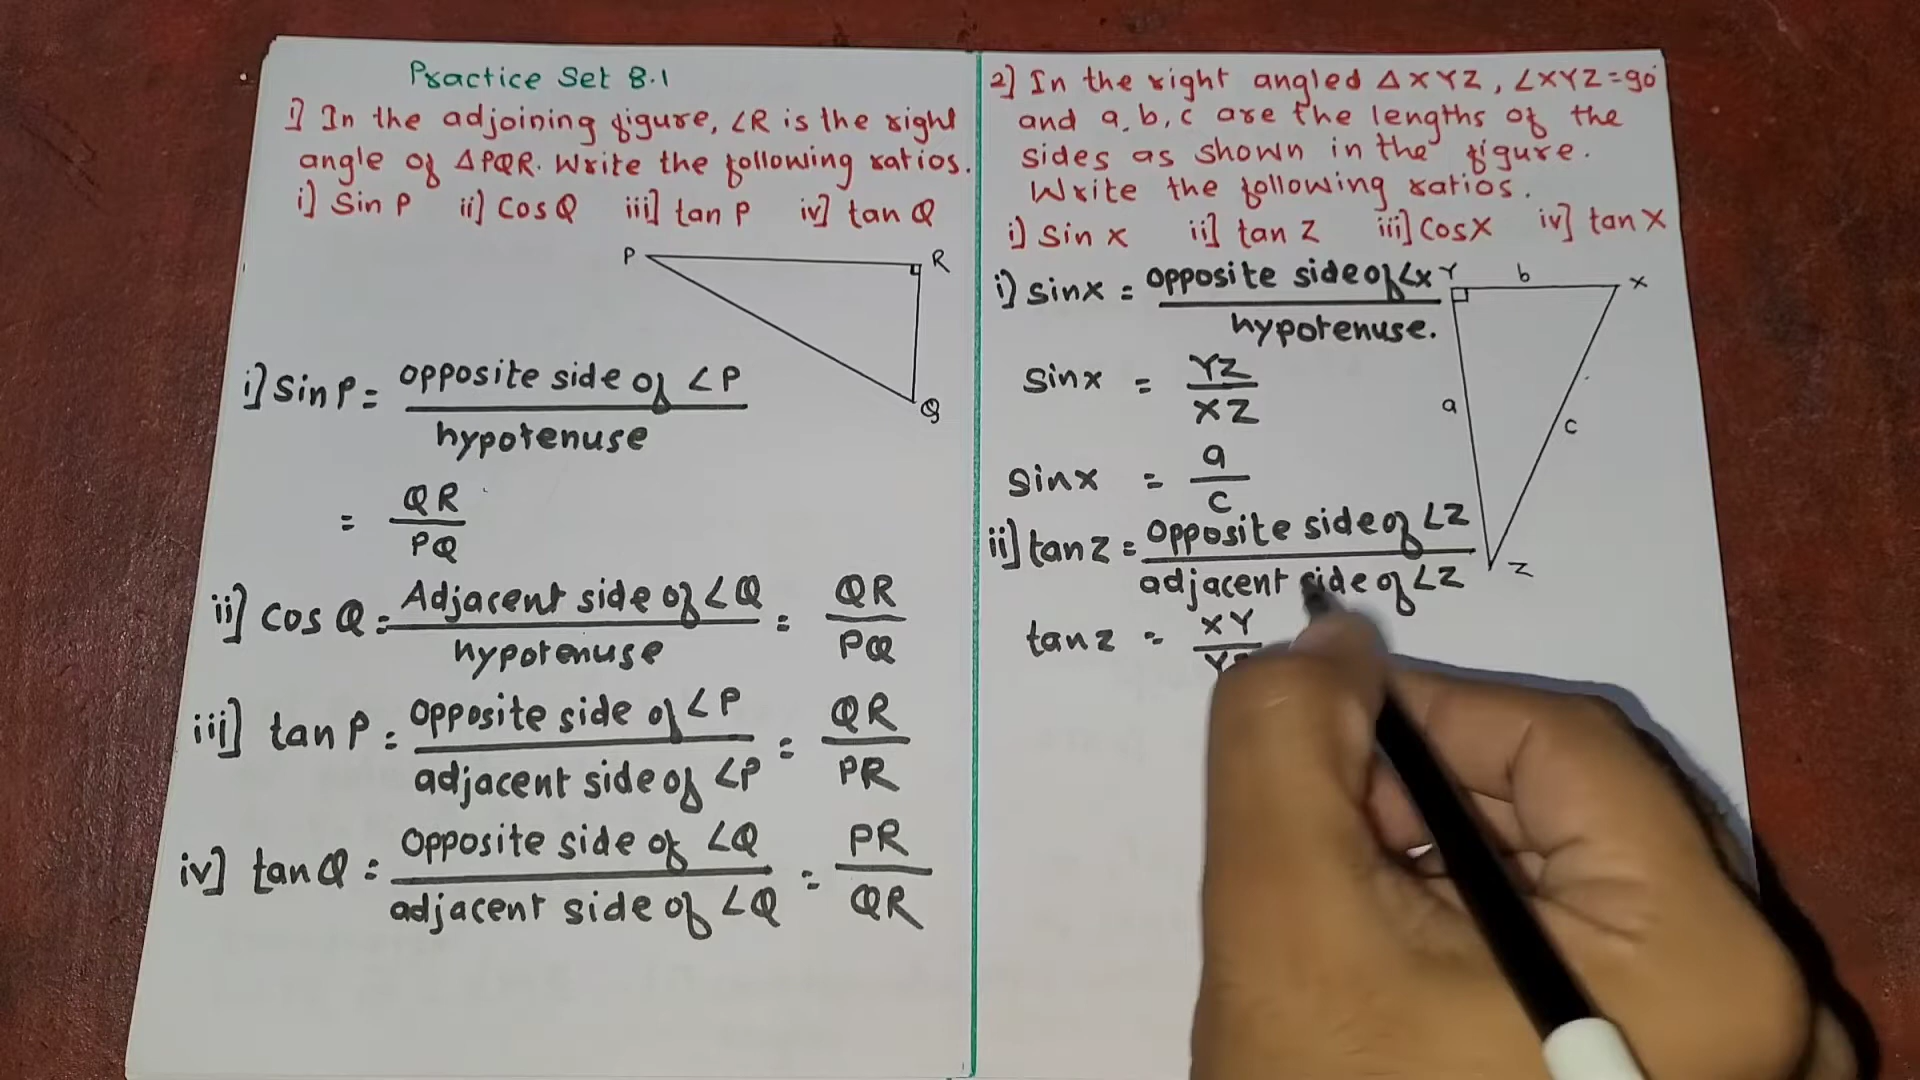 Practice Set 8.1
1] In the adjoining figure, ∠R is the right
angle of ΔPQR. Write the following ratios.
i] Sin P ii] Cos Q iii] tan P iv] tan Q
P
R
Q
i] Sin P = opposite side of ∠P
hypotenuse
= QR
PQ
ii] Cos Q = Adjacent side of ∠Q = QR
hypotenuse PQ
iii] tan P = Opposite side of ∠P = QR
adjacent side of ∠P PR
iv] tan Q = Opposite side of ∠Q = PR
adjacent side of ∠Q QR
2] In the right angled ΔXYZ, ∠XYZ=90°
and a, b, c are the lengths of the
sides as shown in the figure.
Write the following ratios.
i) Sin X ii] tan Z iii] Cos X iv] tan X
i) sin x = Opposite side of ∠x
hypotenuse.
Y
b
X
a
c
Z
sin x = YZ
XZ
sin x = a
c
ii] tan z = Opposite side of ∠Z
adjacent side of ∠Z
tan z = XY
Y